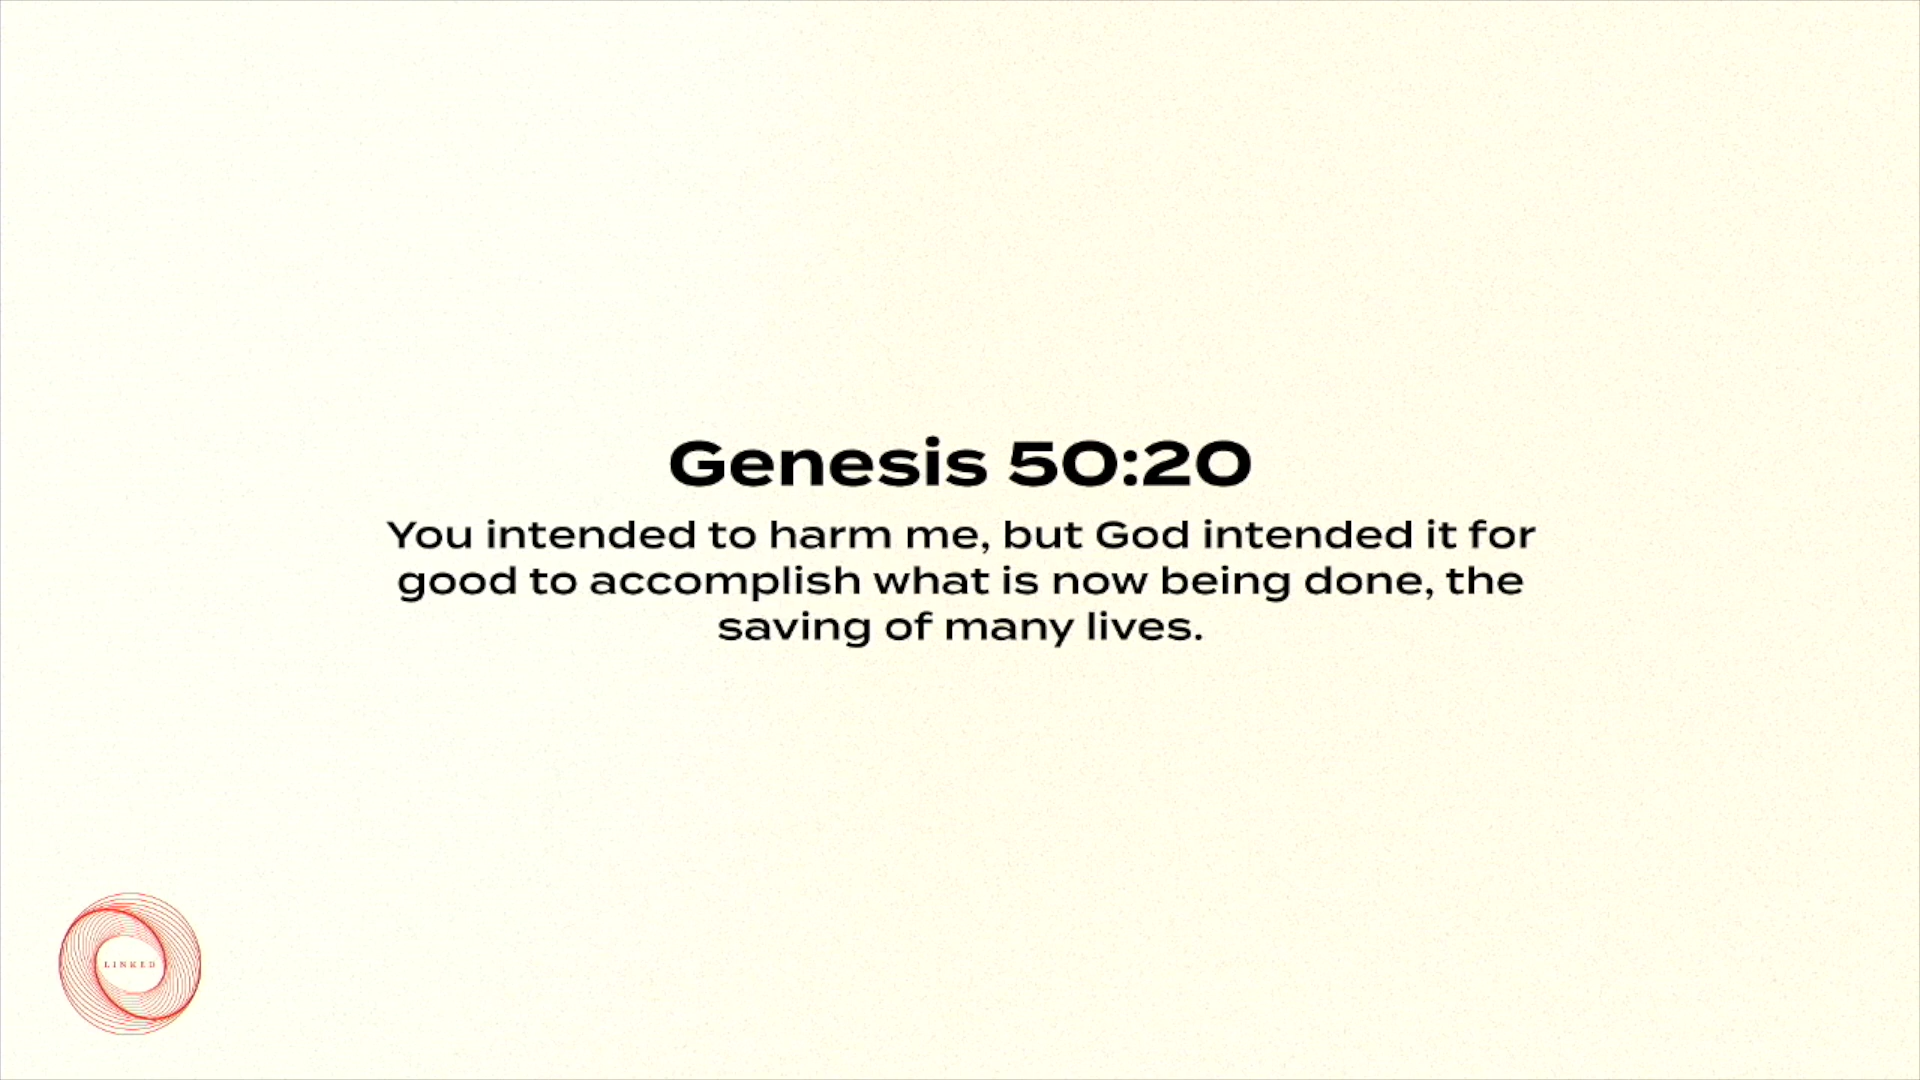 Genesis 50:20
You intended to harm me, but God intended it for
good to accomplish what is now being done, the
saving of many lives.
LINKED